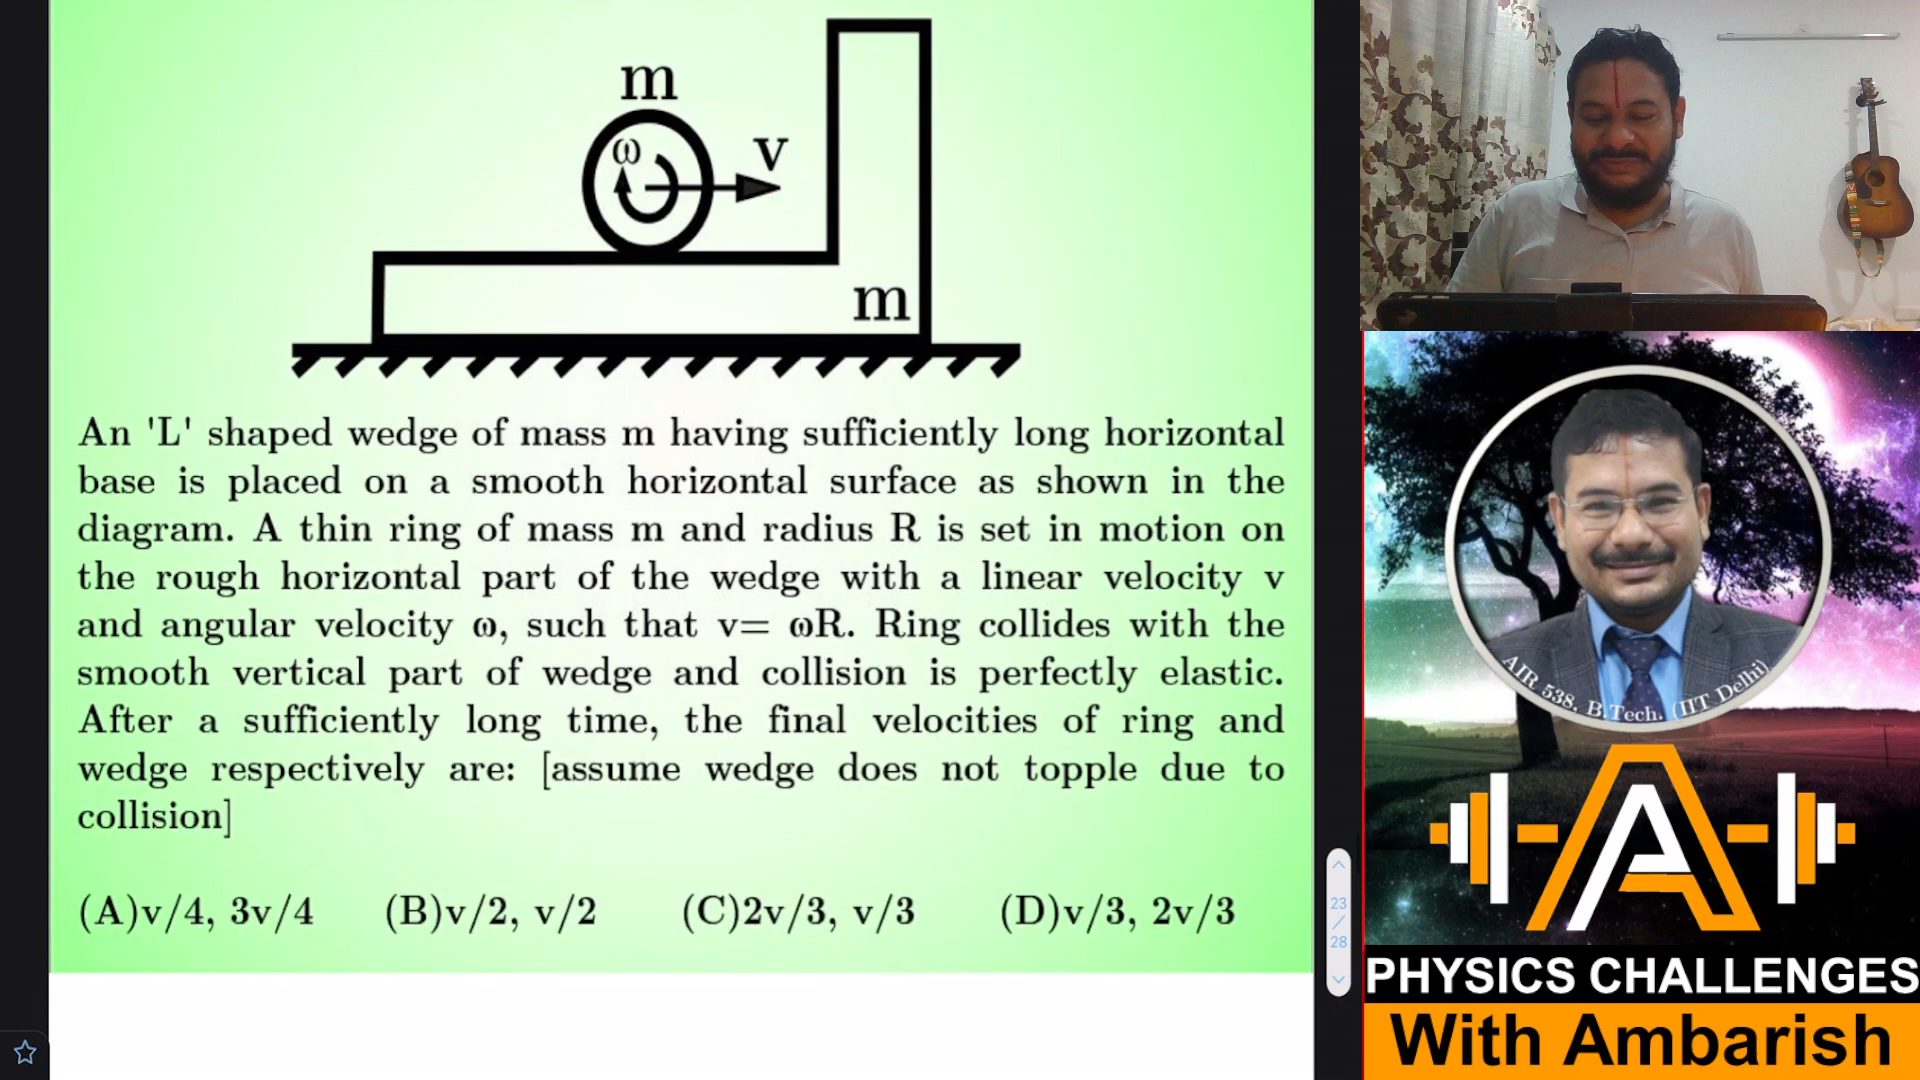 m
ω
v
m
An 'L' shaped wedge of mass m having sufficiently long horizontal
base is placed on a smooth horizontal surface as shown in the
diagram. A thin ring of mass m and radius R is set in motion on
the rough horizontal part of the wedge with a linear velocity v
and angular velocity ω, such that v= ωR. Ring collides with the
smooth vertical part of wedge and collision is perfectly elastic.
After a sufficiently long time, the final velocities of ring and
wedge respectively are: [assume wedge does not topple due to
collision]
(A)v/4, 3v/4 (B)v/2, v/2 (C)2v/3, v/3 (D)v/3, 2v/3
23
/
28
AIR 538, B.Tech. (IIT Delhi)
A
PHYSICS CHALLENGES
With Ambarish